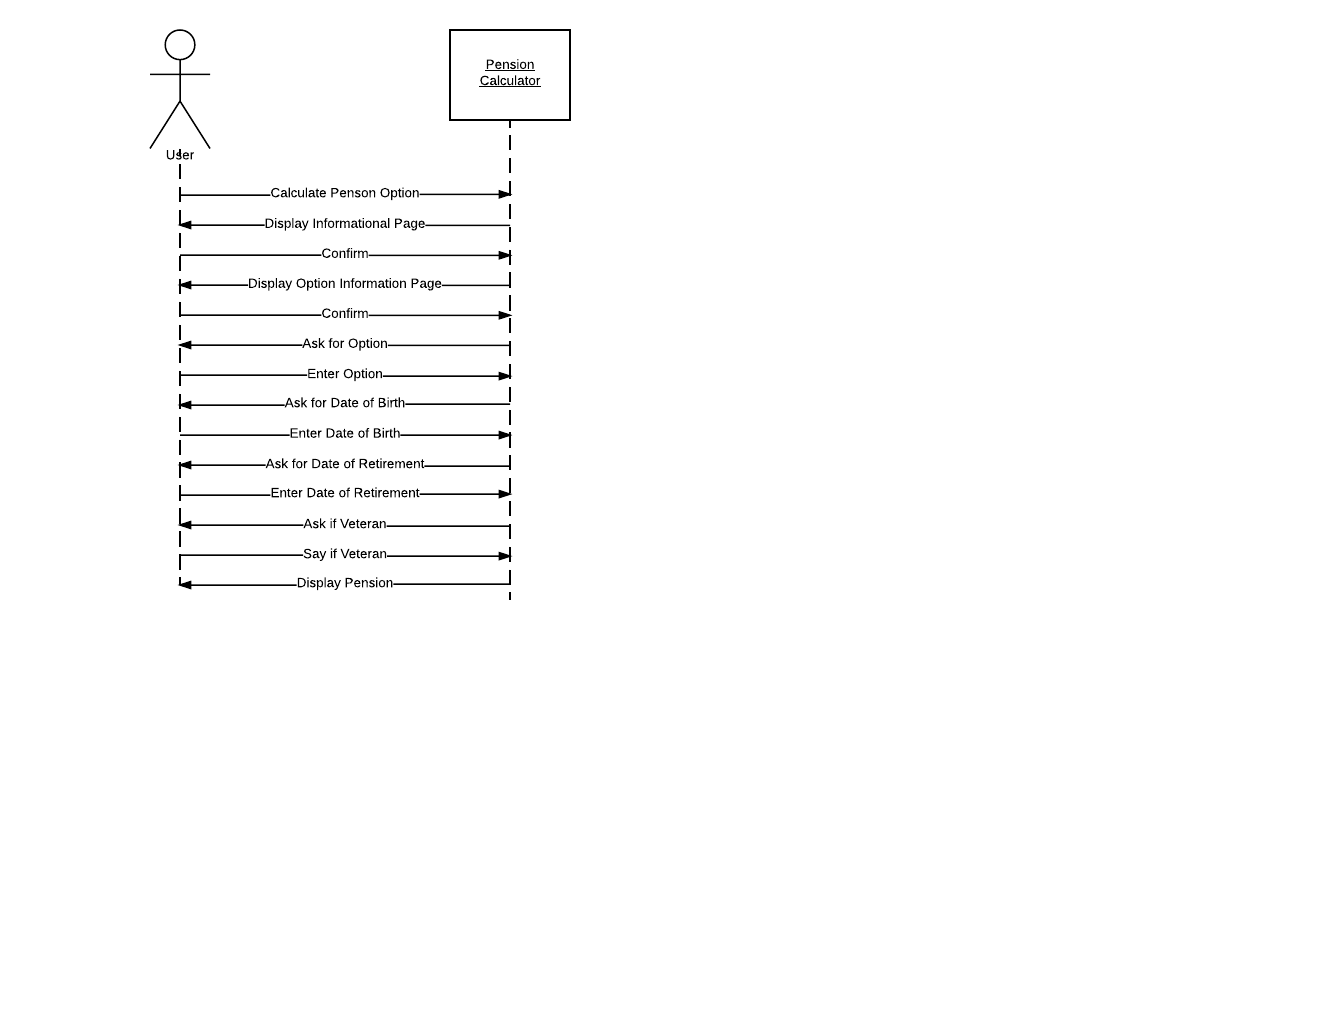 Pension
Calculator
User
Calculate Penson Option
Display Informational Page
Confirm
Display Option Information Page
Confirm
Ask for Option
Enter Option
Ask for Date of Birth
Enter Date of Birth
Ask for Date of Retirement
Enter Date of Retirement
Ask if Veteran
Say if Veteran
Display Pension